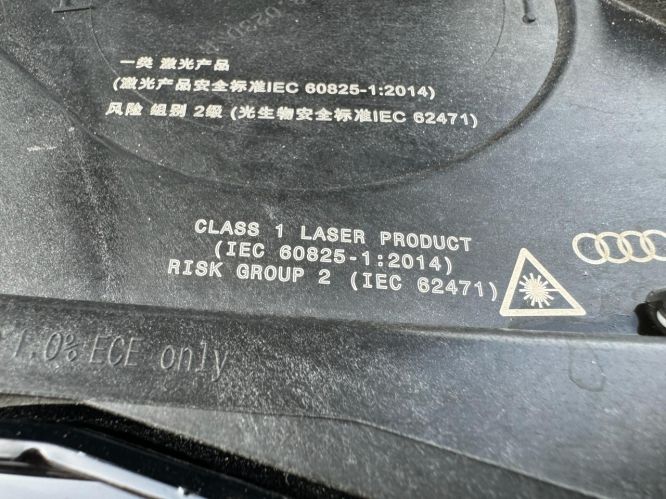 一类 激光产品
(激光产品安全标准IEC 60825-1:2014)
风险 组别 2级 (光生物安全标准IEC 62471)
CLASS 1 LASER PRODUCT
(IEC 60825-1:2014)
RISK GROUP 2 (IEC 62471)
1.0% ECE only